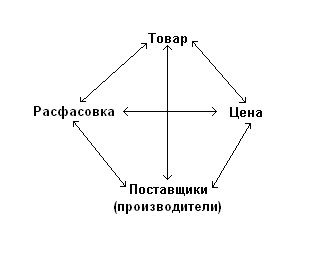 Товар
Расфасовка
Цена
Поставщики
(производители)